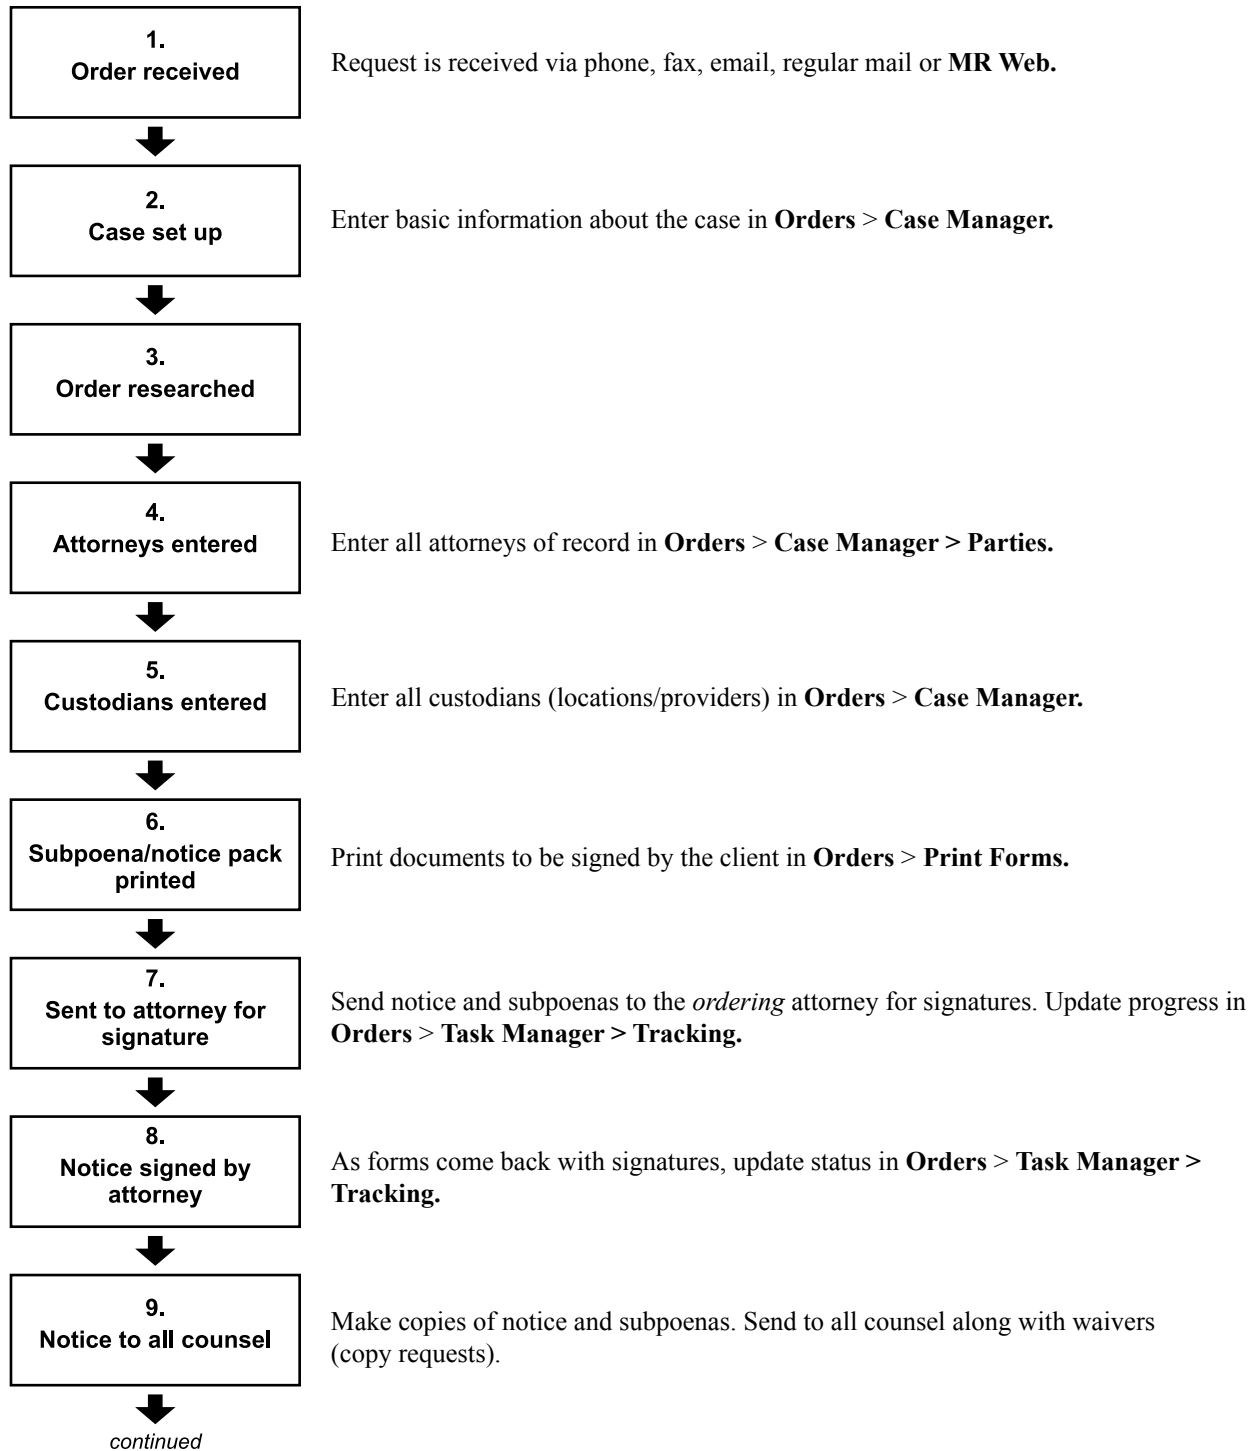 1.
Order received
Request is received via phone, fax, email, regular mail or MR Web.
2.
Case set up
Enter basic information about the case in Orders > Case Manager.
3.
Order researched
4.
Attorneys entered
Enter all attorneys of record in Orders > Case Manager > Parties.
5.
Custodians entered
Enter all custodians (locations/providers) in Orders > Case Manager.
6.
Subpoena/notice pack
printed
Print documents to be signed by the client in Orders > Print Forms.
7.
Sent to attorney for
signature
Send notice and subpoenas to the ordering attorney for signatures. Update progress in
Orders > Task Manager > Tracking.
8.
Notice signed by
attorney
As forms come back with signatures, update status in Orders > Task Manager >
Tracking.
9.
Notice to all counsel
Make copies of notice and subpoenas. Send to all counsel along with waivers
(copy requests).
continued